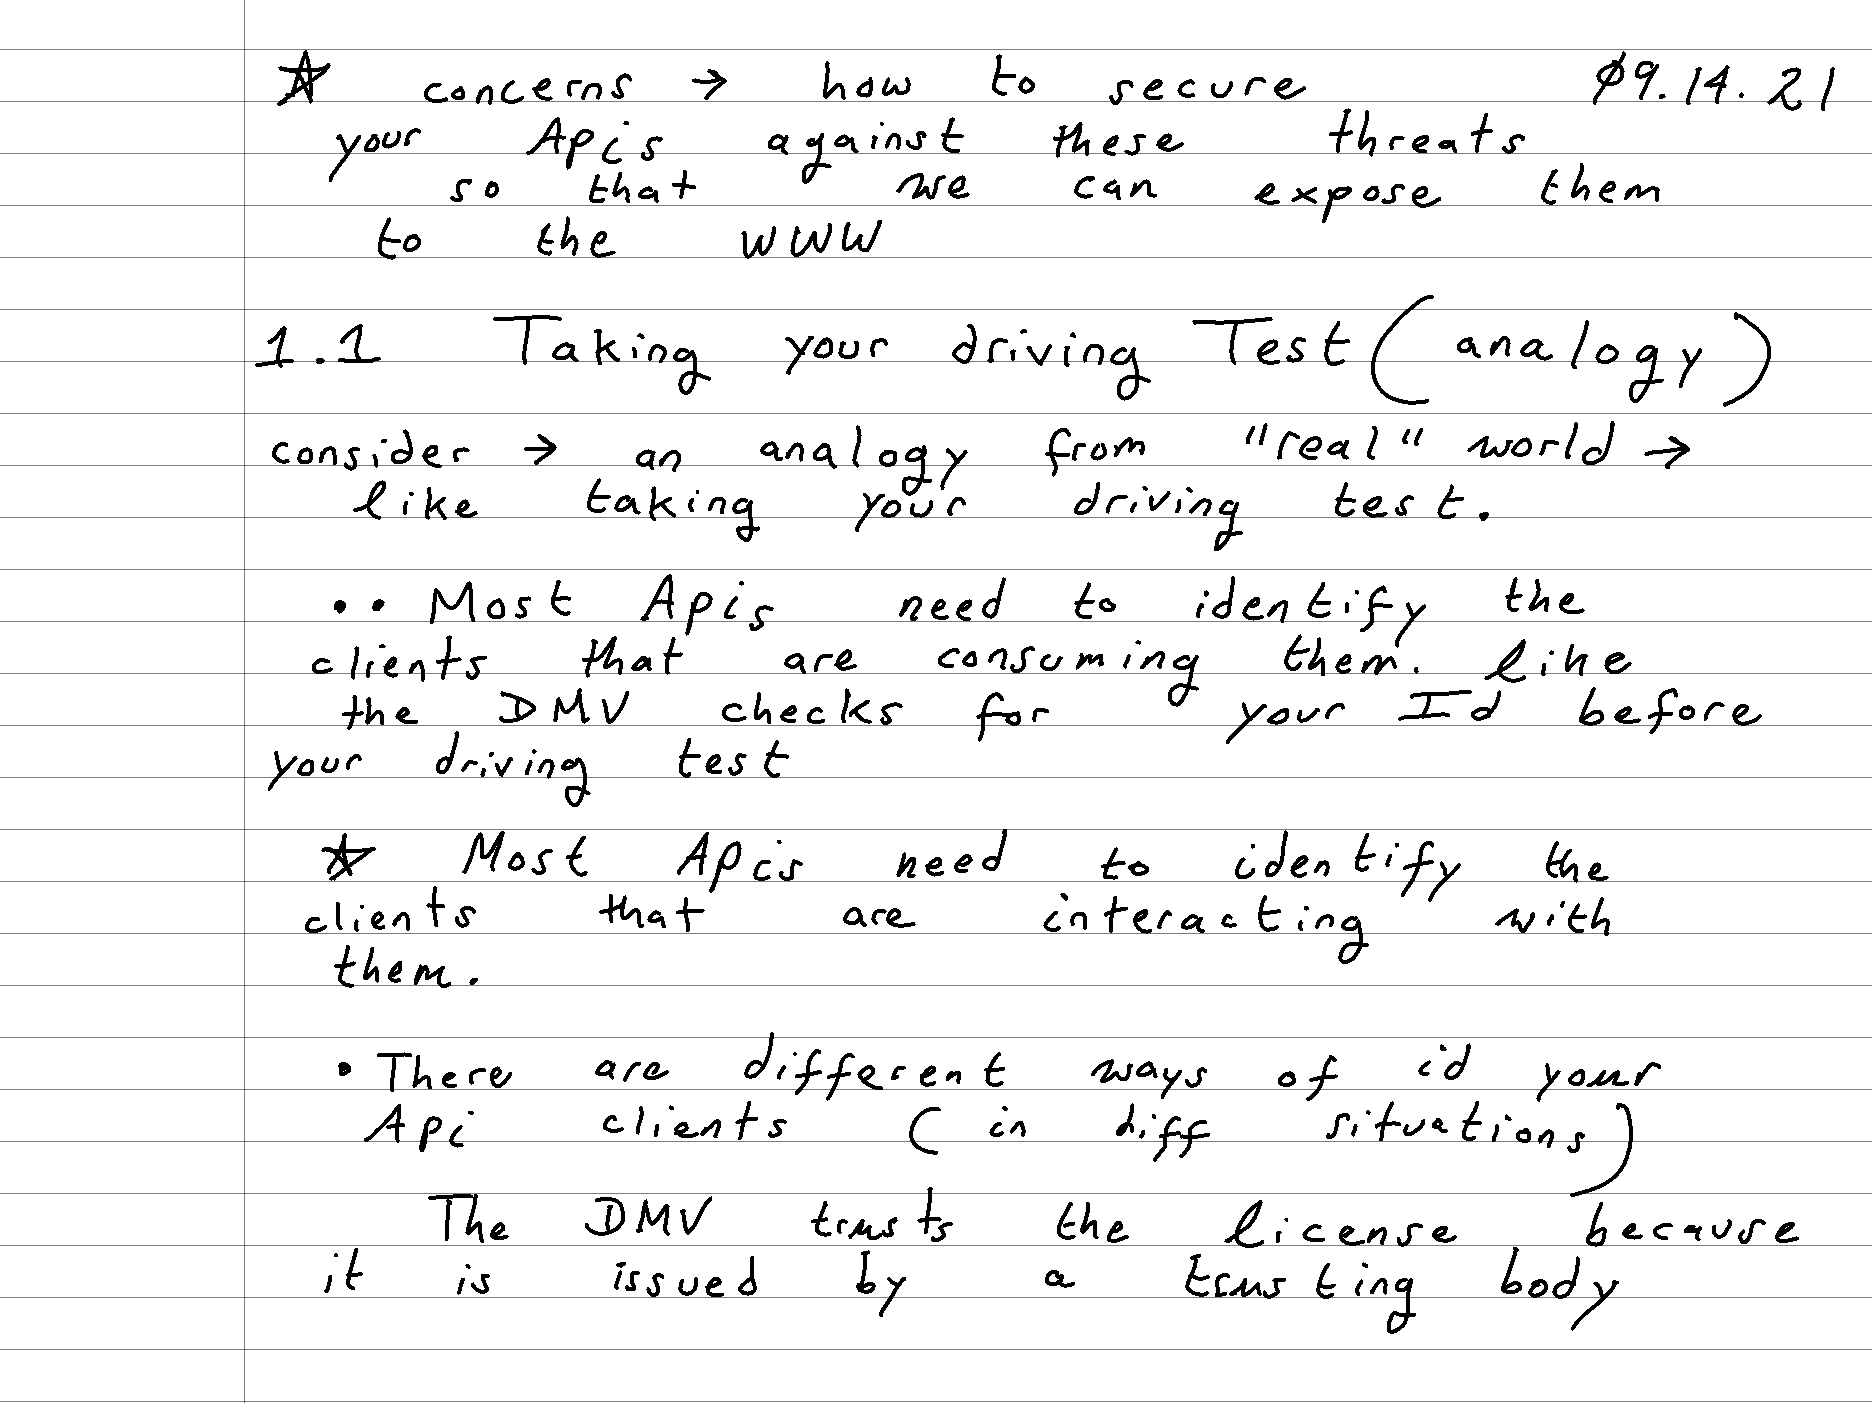 ☆ concerns → how to secure 09.14.21
your Apis against these threats
so that we can expose them
to the WWW
1.1 Taking your driving Test (analogy)
consider → an analogy from "real" world →
like taking your driving test.
• • Most Apis need to identify the
clients that are consuming them. like
the DMV checks for your Id before
your driving test
☆ Most Apis need to identify the
clients that are interacting with
them.
• There are different ways of id your
Api clients (in diff situations)
The DMV trusts the license because
it is issued by a trusting body